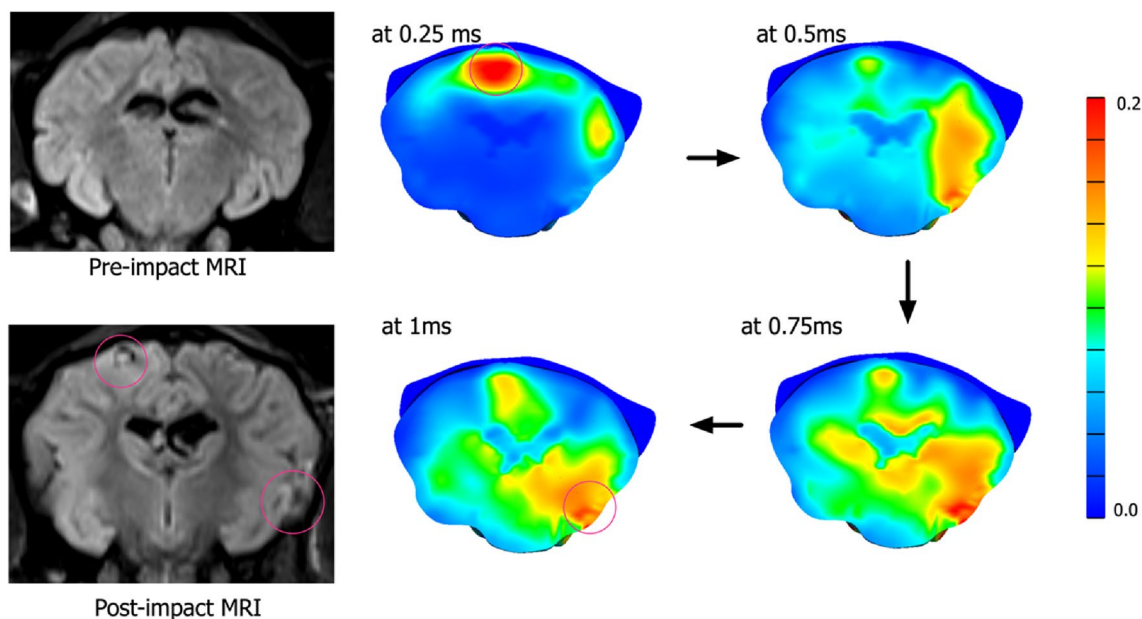 at 0.25 ms
at 0.5ms
0.2
Pre-impact MRI
at 1ms
at 0.75ms
0.0
Post-impact MRI